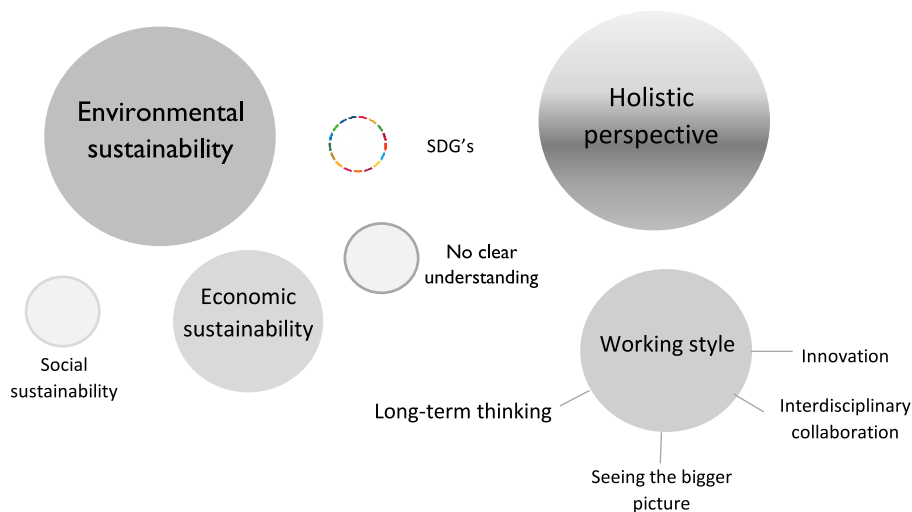 Environmental
sustainability
SDG's
Holistic
perspective
No clear
understanding
Economic
sustainability
Social
sustainability
Working style
Innovation
Long-term thinking
Interdisciplinary
collaboration
Seeing the bigger
picture